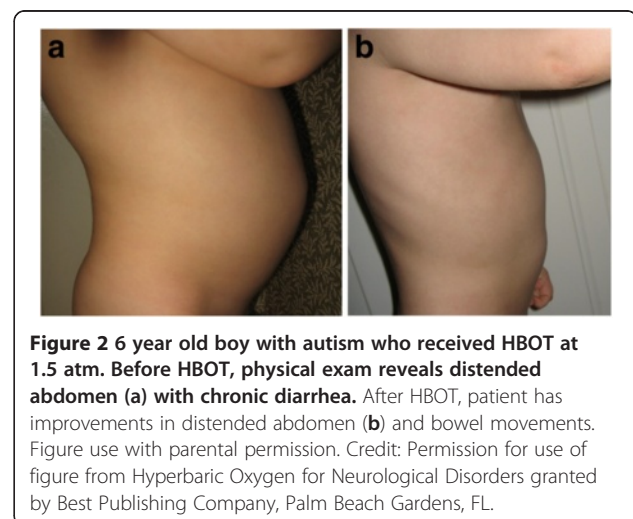 a
b
Figure 2 6 year old boy with autism who received HBOT at
1.5 atm. Before HBOT, physical exam reveals distended
abdomen (a) with chronic diarrhea. After HBOT, patient has
improvements in distended abdomen (b) and bowel movements.
Figure use with parental permission. Credit: Permission for use of
figure from Hyperbaric Oxygen for Neurological Disorders granted
by Best Publishing Company, Palm Beach Gardens, FL.